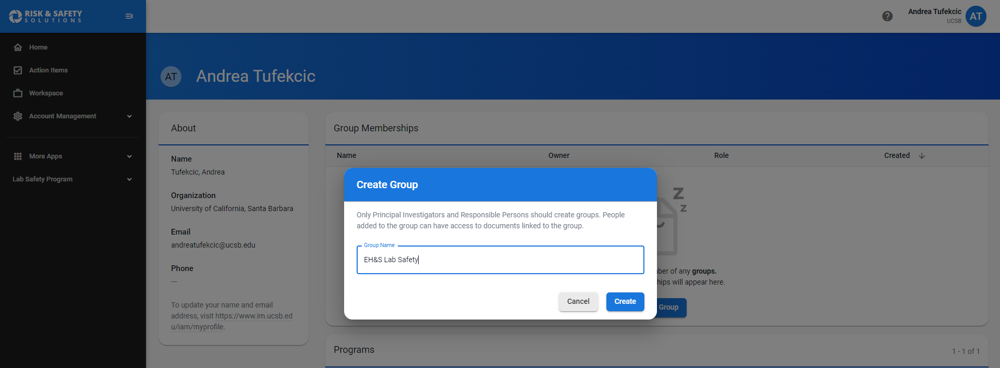 RISK & SAFETY
SOLUTIONS
Andrea Tufekcic
UCSB
AT
Home
Action Items
Workspace
Account Management
More Apps
Lab Safety Program
AT
Andrea Tufekcic
About
Name
Tufekcic, Andrea
Organization
University of California, Santa Barbara
Email
andreatufekcic@ucsb.edu
Phone
---
To update your name and email
address, visit https://www.im.ucsb.ed
u/iam/myprofile.
Group Memberships
Name Owner Role Created
Z
z
Create Group
Only Principal Investigators and Responsible Persons should create groups. People
added to the group can have access to documents linked to the group.
Group Name
EH&S Lab Safety
Cancel Create
of any groups.
will appear here.
Group
Programs
1 - 1 of 1